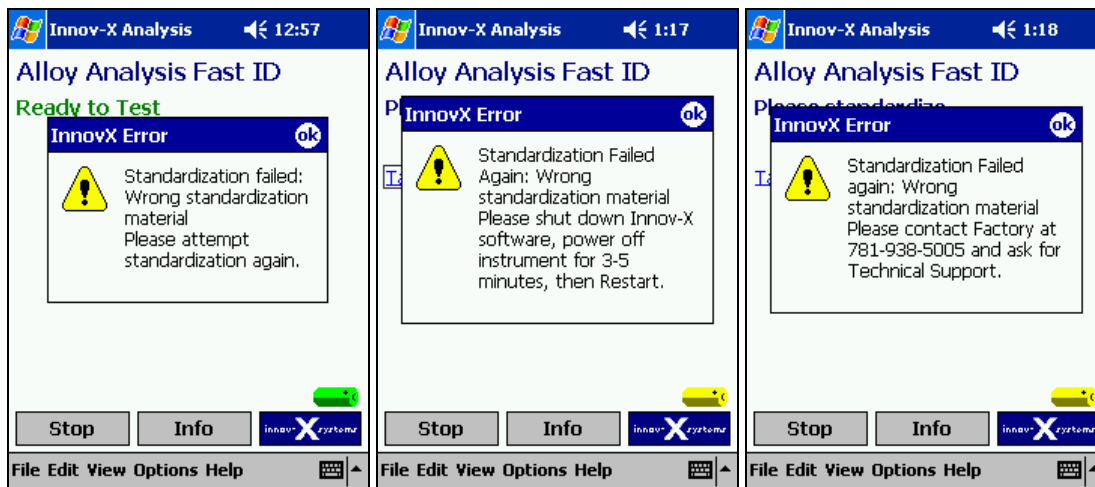 Innov-X Analysis 12:57
Alloy Analysis Fast ID
Ready to Test
InnovX Error ok
Standardization failed:
Wrong standardization
material
Please attempt
standardization again.
Stop Info innov-X systems
File Edit View Options Help
Innov-X Analysis 1:17
Alloy Analysis Fast ID
InnovX Error ok
Standardization Failed
Again: Wrong
standardization material
Please shut down Innov-X
software, power off
instrument for 3-5
minutes, then Restart.
Stop Info innov-X systems
File Edit View Options Help
Innov-X Analysis 1:18
Alloy Analysis Fast ID
Please standardize
InnovX Error ok
Standardization Failed
again: Wrong
standardization material
Please contact Factory at
781-938-5005 and ask for
Technical Support.
Stop Info innov-X systems
File Edit View Options Help